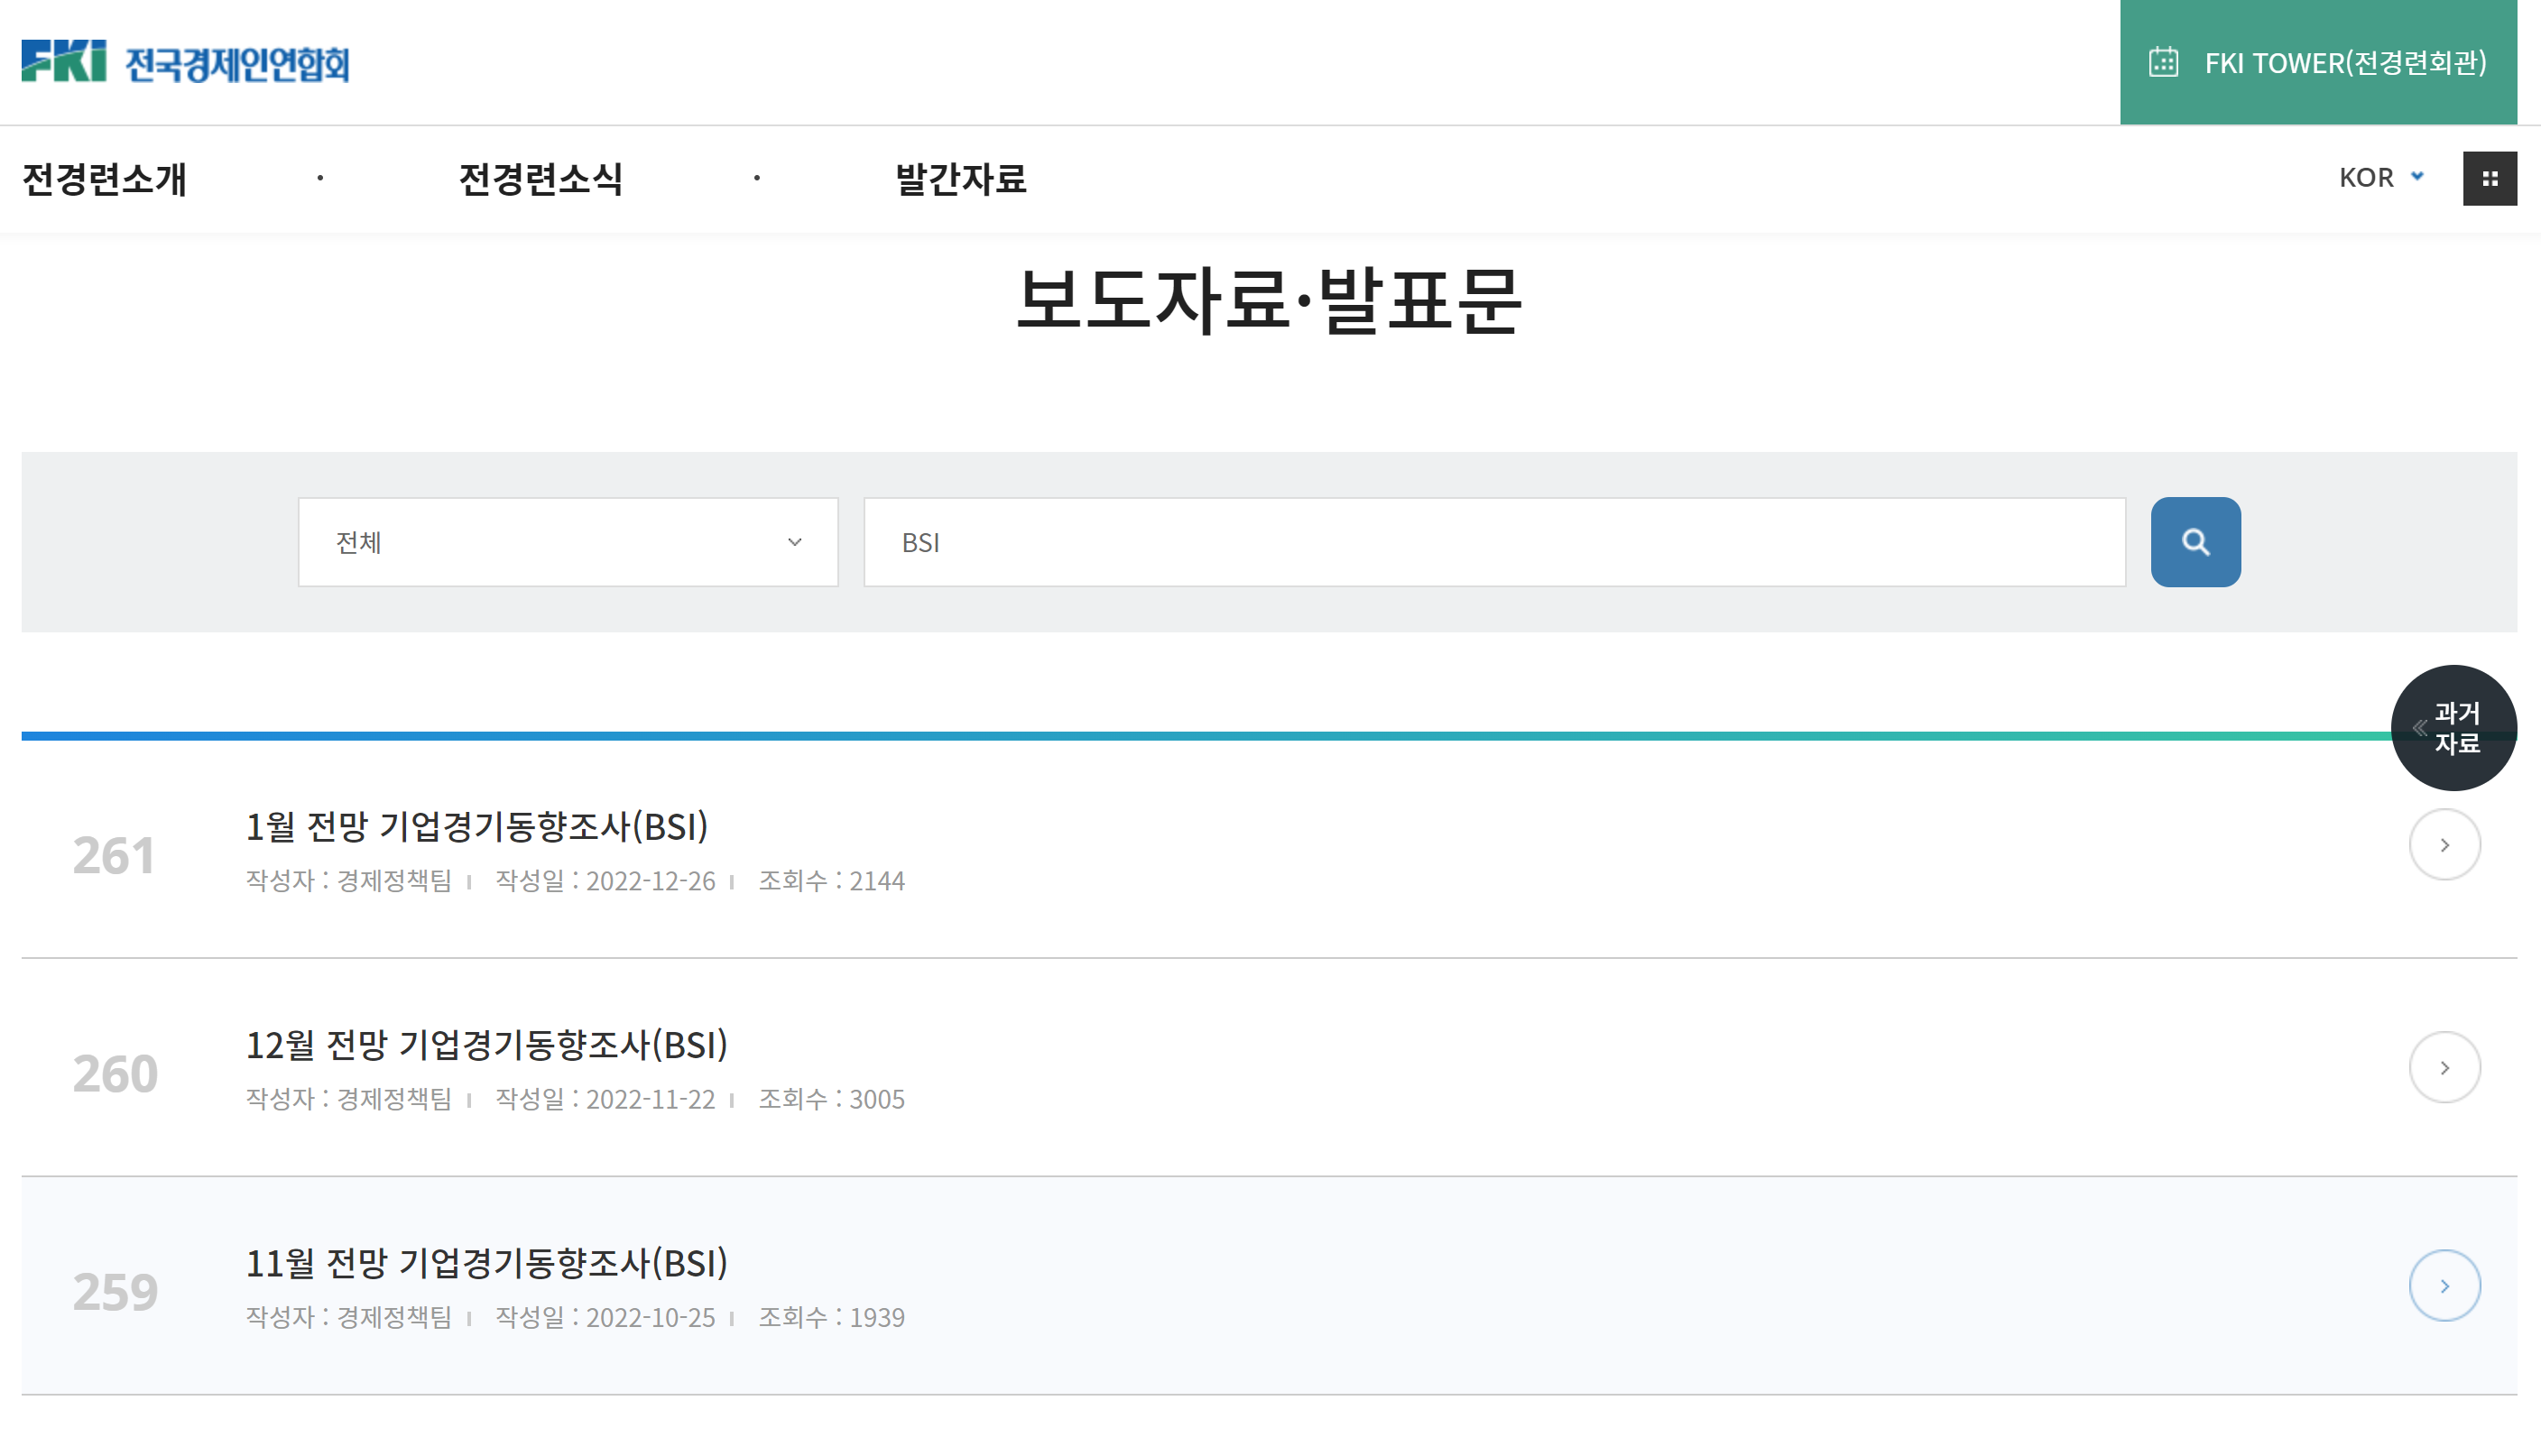 FKI 전국경제인연합회
FKI TOWER(전경련회관)
전경련소개 · 전경련소식 · 발간자료
KOR
보도자료·발표문
전체
BSI
과거
자료
261
1월 전망 기업경기동향조사(BSI)
작성자 : 경제정책팀 작성일 : 2022-12-26 조회수 : 2144
260
12월 전망 기업경기동향조사(BSI)
작성자 : 경제정책팀 작성일 : 2022-11-22 조회수 : 3005
259
11월 전망 기업경기동향조사(BSI)
작성자 : 경제정책팀 작성일 : 2022-10-25 조회수 : 1939